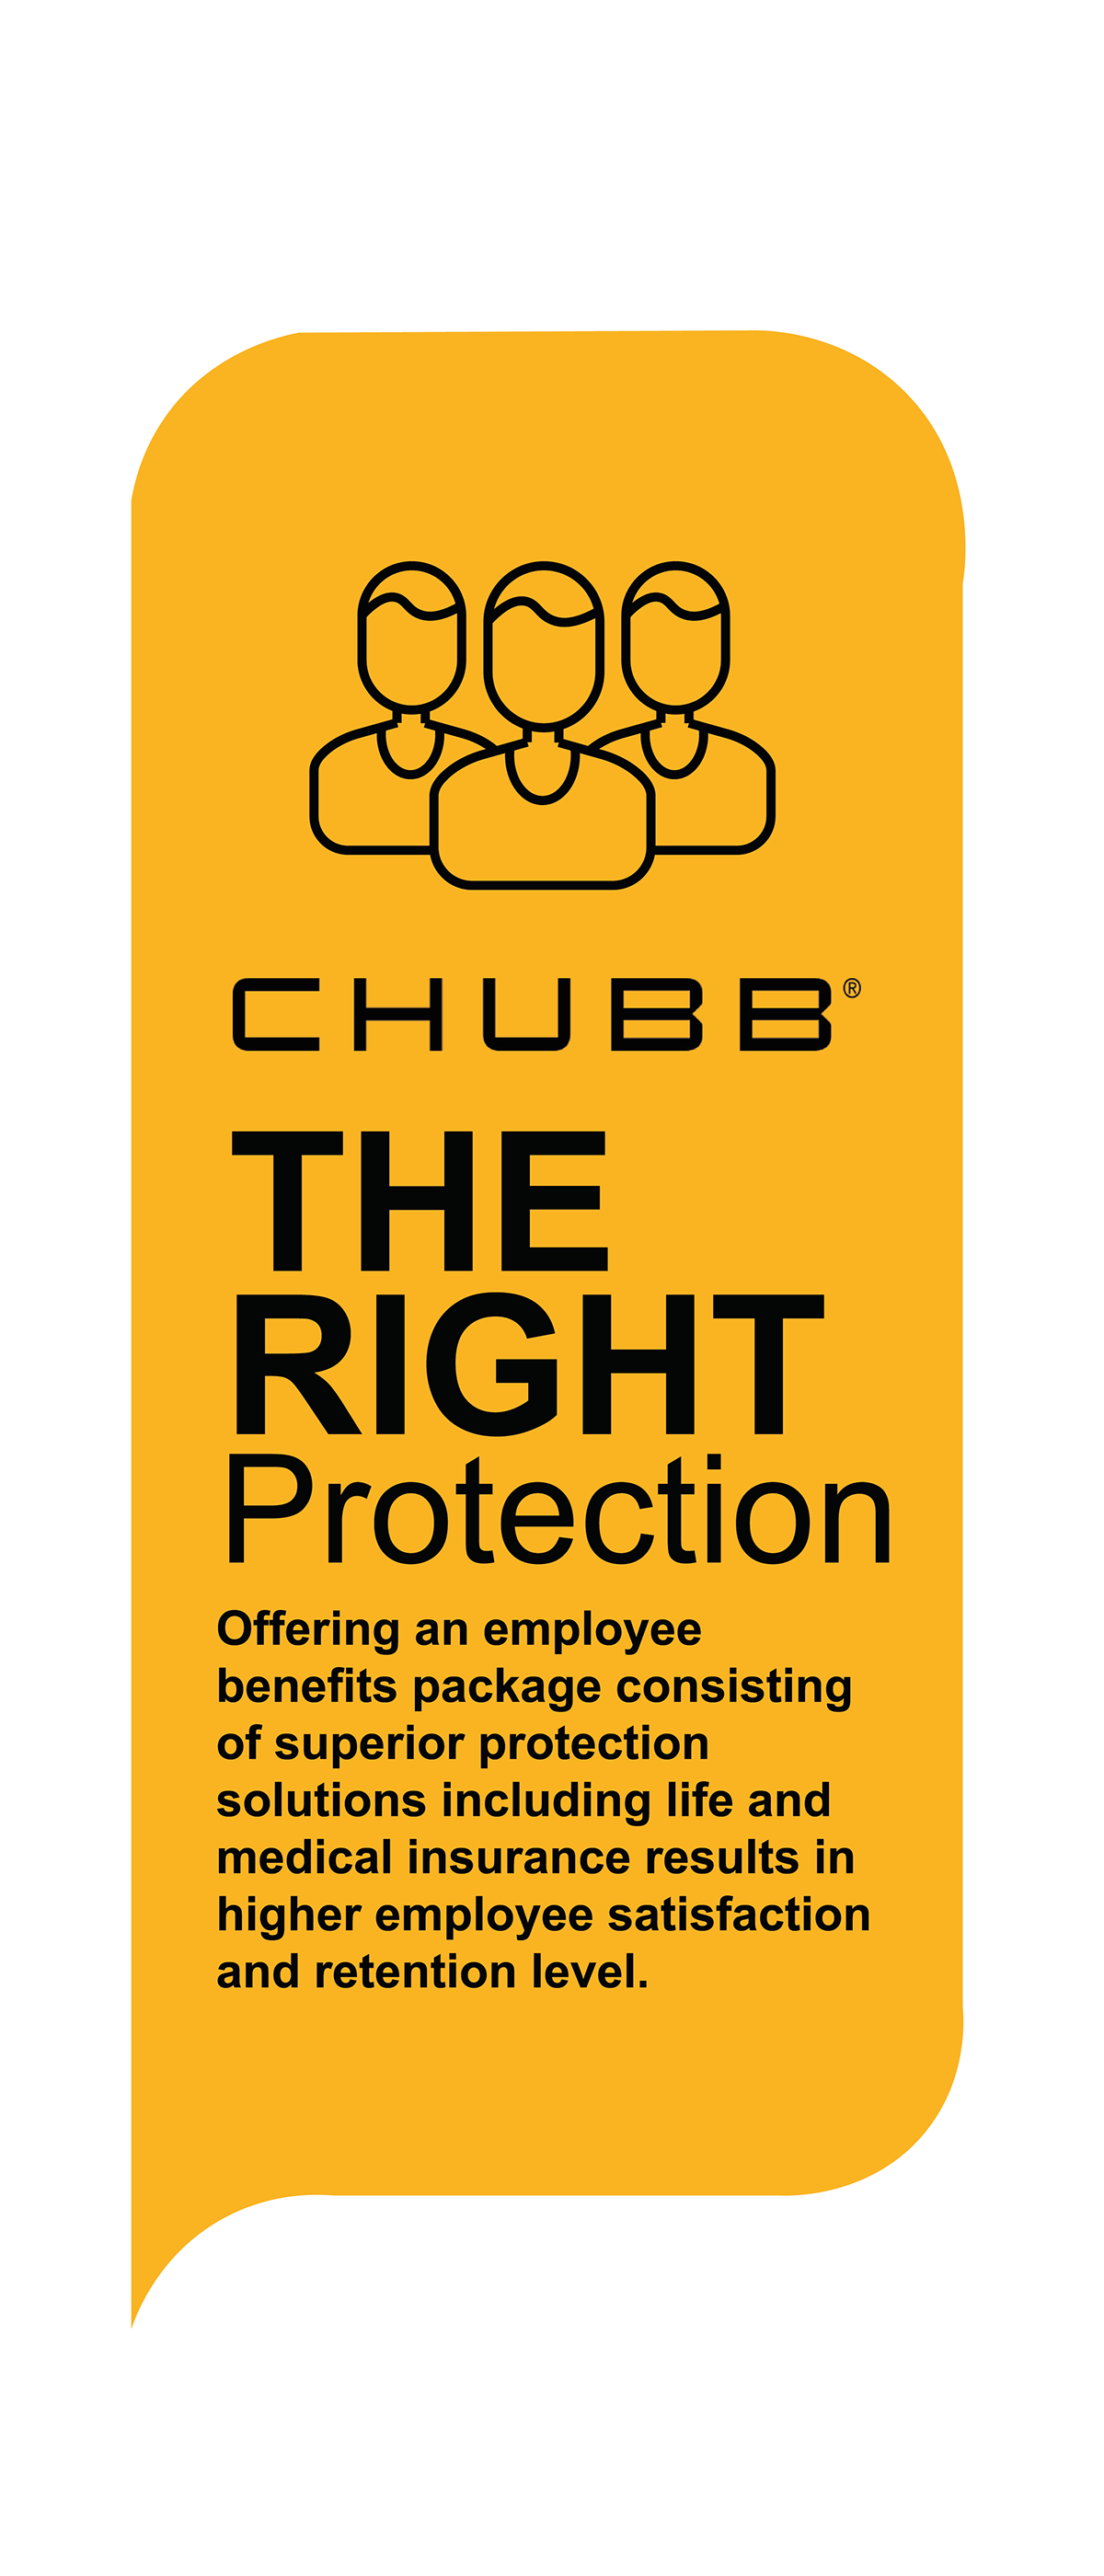 CHUBB®
THE
RIGHT
Protection
Offering an employee
benefits package consisting
of superior protection
solutions including life and
medical insurance results in
higher employee satisfaction
and retention level.